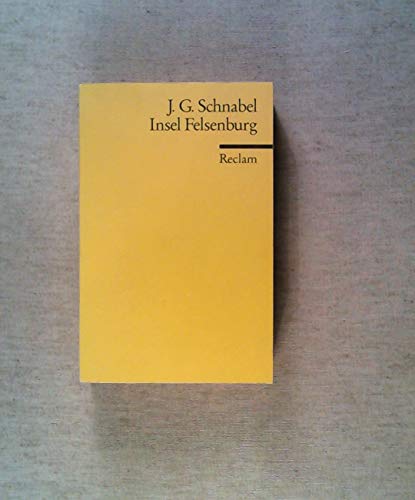 J. G. Schnabel
Insel Felsenburg
Reclam